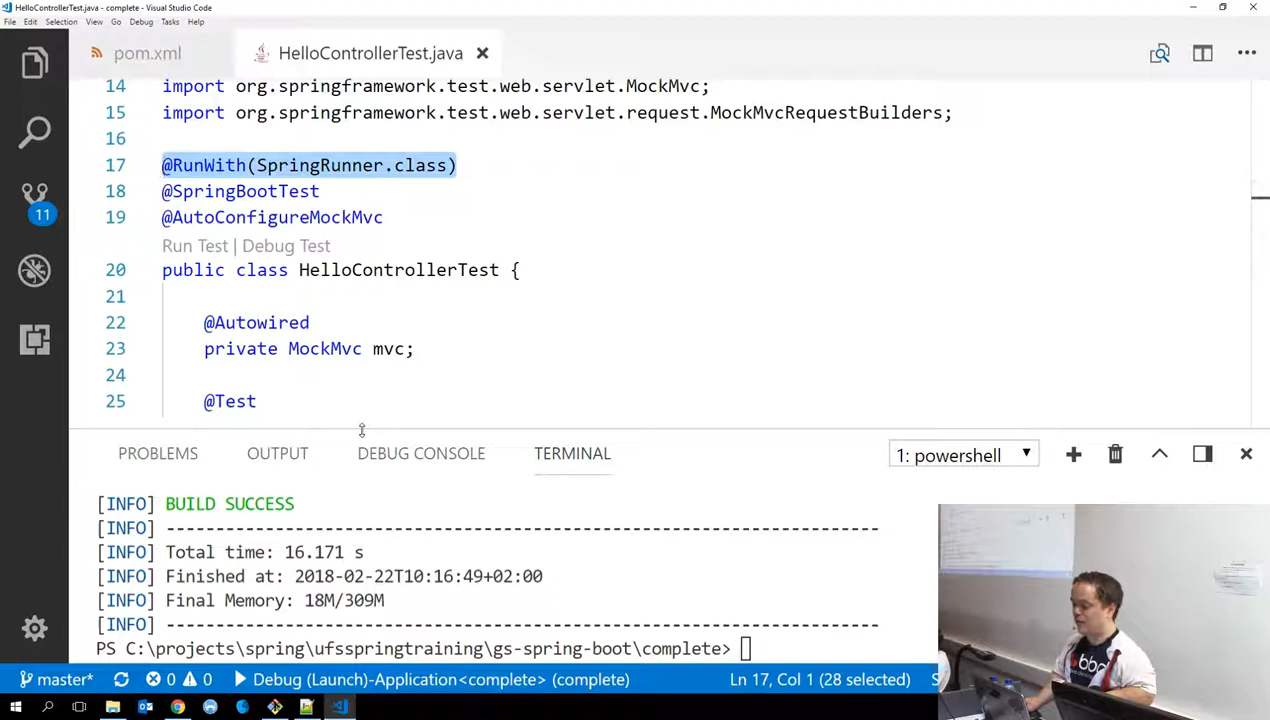 HelloControllerTest.java - complete - Visual Studio Code
File Edit Selection View Go Debug Tasks Help
pom.xml HelloControllerTest.java
14 import org.springframework.test.web.servlet.MockMvc;
15 import org.springframework.test.web.servlet.request.MockMvcRequestBuilders;
16
17 @RunWith(SpringRunner.class)
18 @SpringBootTest
19 @AutoConfigureMockMvc
Run Test | Debug Test
20 public class HelloControllerTest {
21
22 @Autowired
23 private MockMvc mvc;
24
25 @Test
11
PROBLEMS OUTPUT DEBUG CONSOLE TERMINAL 1: powershell
[INFO] BUILD SUCCESS
[INFO] ------------------------------------------------------------------------
[INFO] Total time: 16.171 s
[INFO] Finished at: 2018-02-22T10:16:49+02:00
[INFO] Final Memory: 18M/309M
[INFO] ------------------------------------------------------------------------
PS C:\projects\spring\ufsspringtraining\gs-spring-boot\complete>
master* 0 0 Debug (Launch)-Application<complete> (complete) Ln 17, Col 1 (28 selected) S